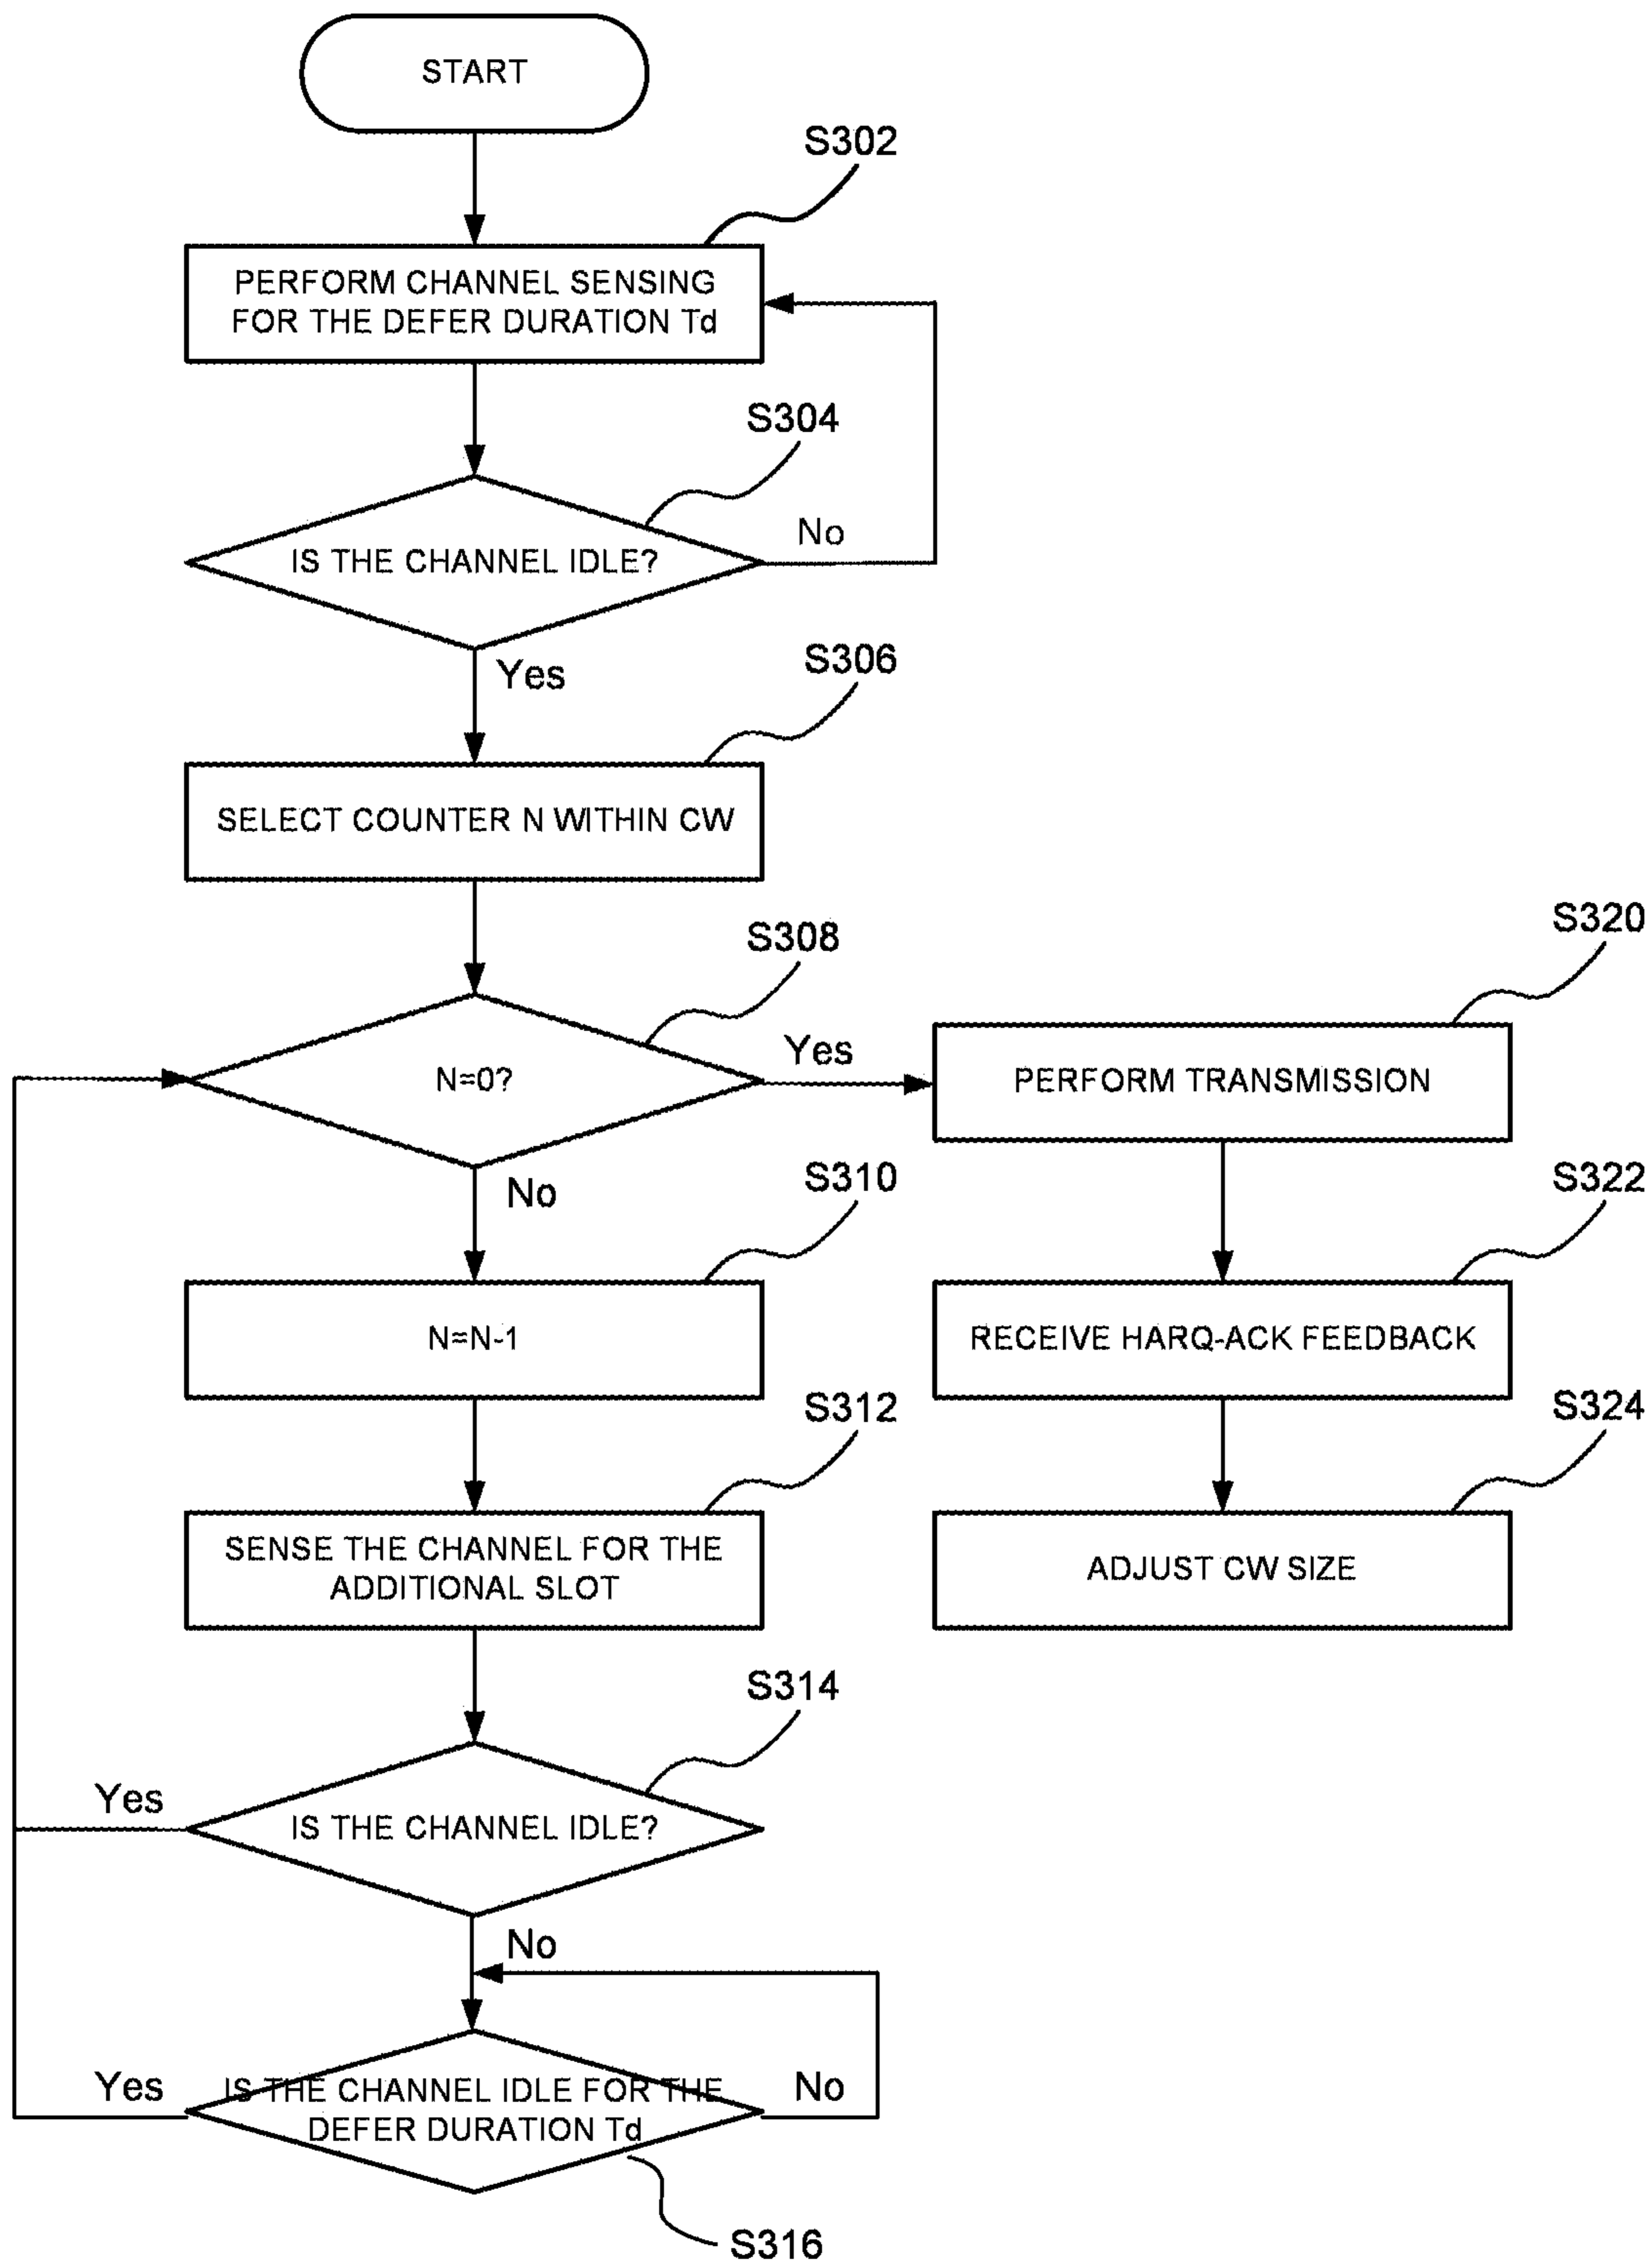 START
S302
PERFORM CHANNEL SENSING
FOR THE DEFER DURATION Td
S304
IS THE CHANNEL IDLE?
No
Yes
S306
SELECT COUNTER N WITHIN CW
S308
N=0?
Yes
S320
PERFORM TRANSMISSION
No
S310
N=N-1
S322
RECEIVE HARQ-ACK FEEDBACK
S312
SENSE THE CHANNEL FOR THE
ADDITIONAL SLOT
S324
ADJUST CW SIZE
S314
IS THE CHANNEL IDLE?
Yes
No
IS THE CHANNEL IDLE FOR THE
DEFER DURATION Td
Yes
No
S316